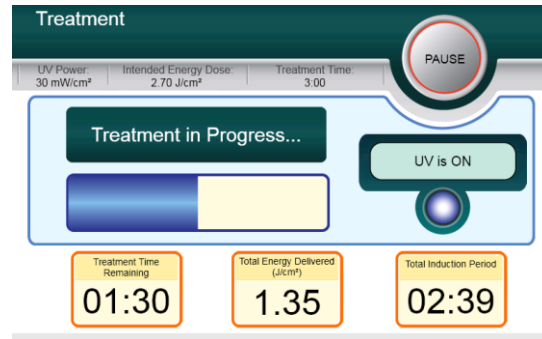 Treatment
PAUSE
UV Power: Intended Energy Dose: Treatment Time:
30 mW/cm² 2.70 J/cm² 3:00
Treatment in Progress...
UV is ON
Treatment Time
Remaining
01:30
Total Energy Delivered
(J/cm²)
1.35
Total Induction Period
02:39